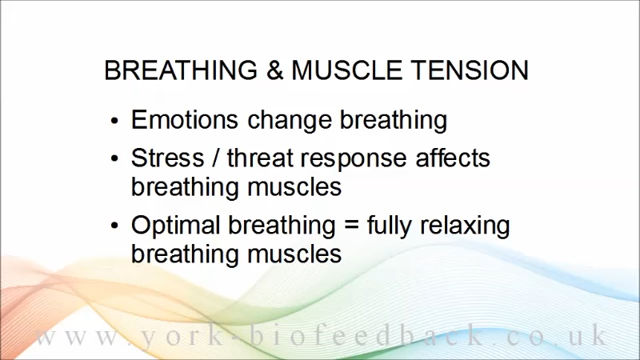 BREATHING & MUSCLE TENSION
• Emotions change breathing
• Stress / threat response affects
breathing muscles
• Optimal breathing = fully relaxing
breathing muscles
www.york-biofeedback.co.uk